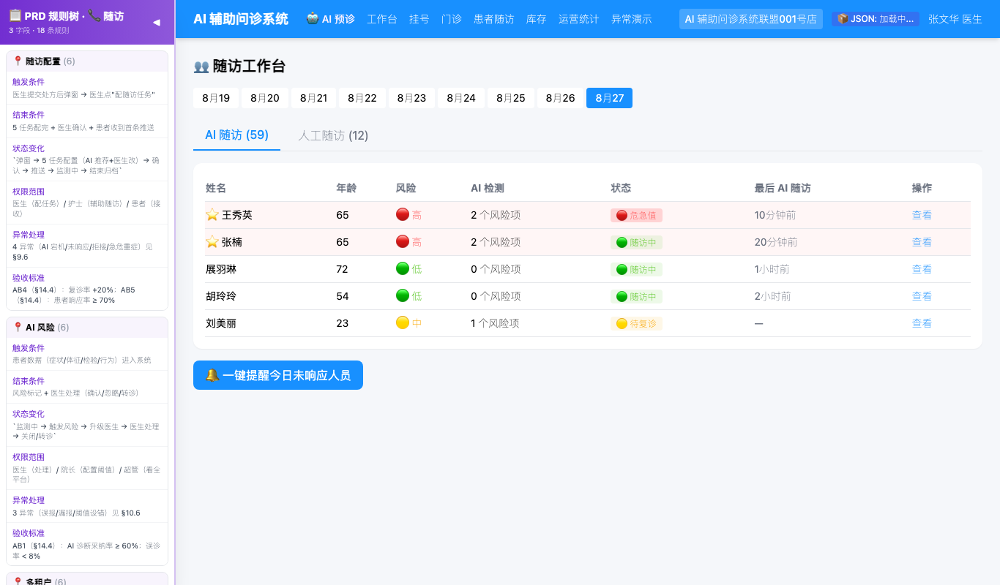 📋 PRD 规则树 · 📞 随访
3 字段 · 18 条规则
◀
📍 随访配置 (6)
触发条件
医生提交处方后弹窗 → 医生点"配随访任务"
结束条件
5 任务配完 + 医生确认 + 患者收到首条推送
状态变化
`弹窗 → 5 任务配置（AI 推荐+医生改）→ 确
认 → 推送 → 监测中 → 结束归档`
权限范围
医生（配任务）/ 护士（辅助随访）/ 患者（接
收）
异常处理
4 异常（AI 宕机/未响应/拒接/急危重症）见
§9.6
验收标准
AB4（§14.4）：复诊率 +20%；AB5
（§14.4）：患者响应率 ≥ 70%
📍 AI 风险 (6)
触发条件
患者数据（症状/体征/检验/行为）进入系统
结束条件
风险标记 + 医生处理（确认/忽略/转诊）
状态变化
`监测中 → 触发风险 → 升级医生 → 医生处理
→ 关闭/转诊`
权限范围
医生（处理）/ 院长（配置阈值）/ 超管（看全
平台）
异常处理
3 异常（误报/漏报/阈值设错）见 §10.6
验收标准
AB1（§14.4）：AI 诊断采纳率 ≥ 60%；误诊
率 < 8%
📍 多租户 (6)
AI 辅助问诊系统 🤖 AI 预诊 工作台 挂号 门诊 患者随访 库存 运营统计 异常演示 AI 辅助问诊系统联盟001号店 📦 JSON: 加载中... 张文华 医生
👥 随访工作台
8月19 8月20 8月21 8月22 8月23 8月24 8月25 8月26 8月27
AI 随访 (59) 人工随访 (12)
姓名 年龄 风险 AI 检测 状态 最后 AI 随访 操作
⭐ 王秀英 65 🔴 高 2 个风险项 🔴 危急值 10分钟前 查看
⭐ 张楠 65 🔴 高 2 个风险项 🟢 随访中 20分钟前 查看
展羽琳 72 🟢 低 0 个风险项 🟢 随访中 1小时前 查看
胡玲玲 54 🟢 低 0 个风险项 🟢 随访中 2小时前 查看
刘美丽 23 🟡 中 1 个风险项 🟡 待复诊 — 查看
🔔 一键提醒今日未响应人员